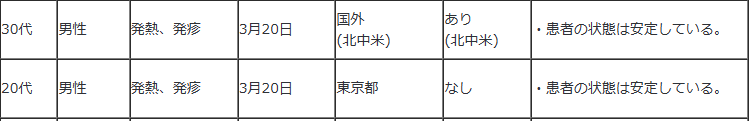 30代 男性 発熱、発疹 3月20日 国外 あり ・患者の状態は安定している。
(北中米) (北中米)
20代 男性 発熱、発疹 3月20日 東京都 なし ・患者の状態は安定している。